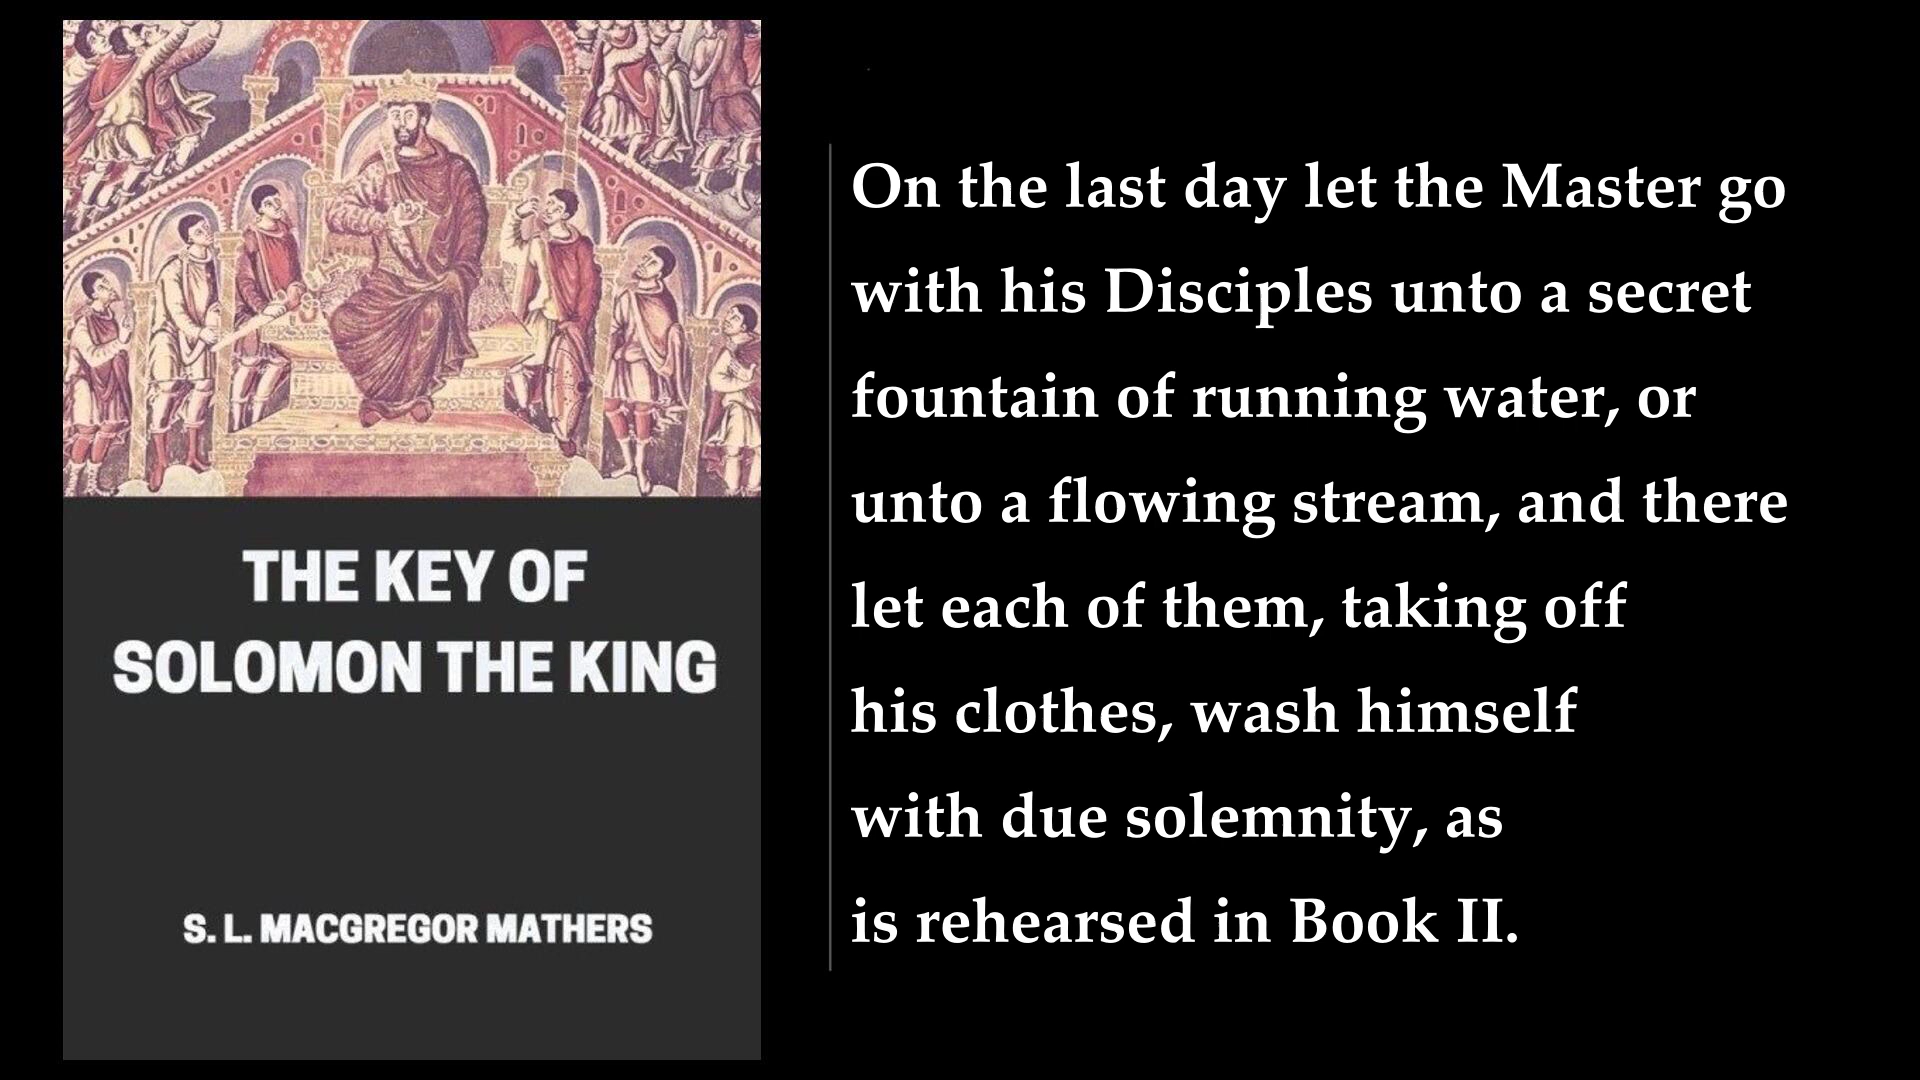 THE KEY OF
SOLOMON THE KING
S. L. MACGREGOR MATHERS
On the last day let the Master go
with his Disciples unto a secret
fountain of running water, or
unto a flowing stream, and there
let each of them, taking off
his clothes, wash himself
with due solemnity, as
is rehearsed in Book II.